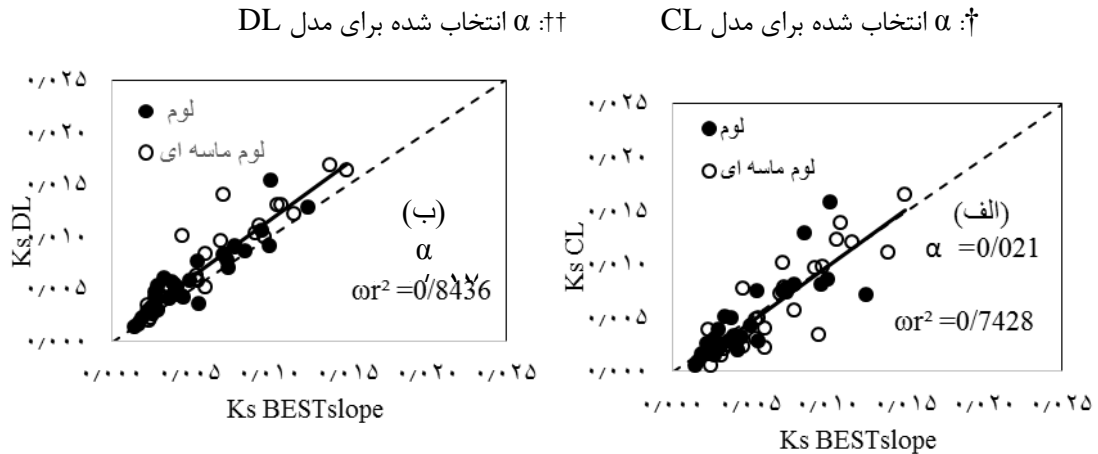 †: α انتخاب شده برای مدل CL
††: α انتخاب شده برای مدل DL
Ks CL
۰/۰۲۵
۰/۰۲۰
۰/۰۱۵
۰/۰۱۰
۰/۰۰۵
۰/۰۰۰
لوم
لوم ماسه ای
(الف)
α =0/021
ωr² =0/7428
۰/۰۰۰ ۰/۰۰۵ ۰/۰۱۰ ۰/۰۱۵ ۰/۰۲۰ ۰/۰۲۵
Ks BESTslope
Ks DL
۰/۰۲۵
۰/۰۲۰
۰/۰۱۵
۰/۰۱۰
۰/۰۰۵
۰/۰۰۰
لوم
لوم ماسه ای
(ب)
α
ωr² =0/8436
۰/۰۰۰ ۰/۰۰۵ ۰/۰۱۰ ۰/۰۱۵ ۰/۰۲۰ ۰/۰۲۵
Ks BESTslope